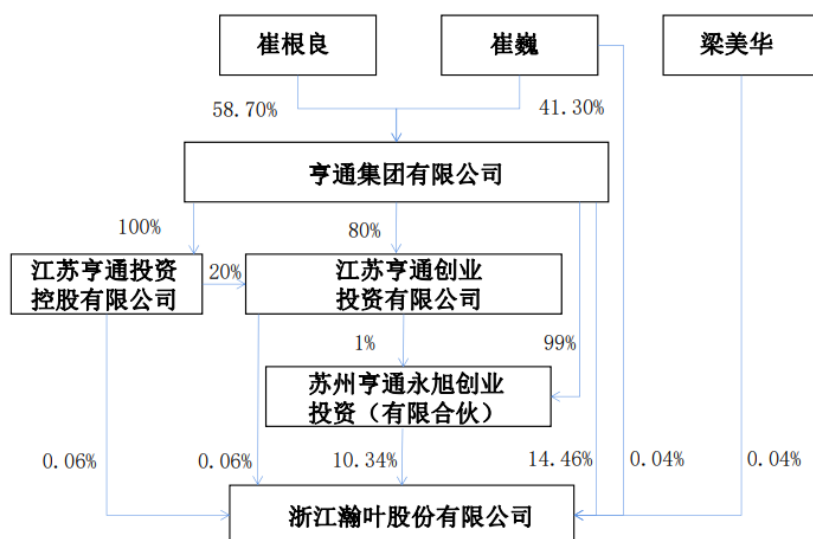 崔根良
崔巍
梁美华
58.70%
41.30%
亨通集团有限公司
100%
80%
江苏亨通投资
控股有限公司
20%
江苏亨通创业
投资有限公司
1%
99%
苏州亨通永旭创业
投资（有限合伙）
0.06%
0.06%
10.34%
14.46%
0.04%
0.04%
浙江瀚叶股份有限公司